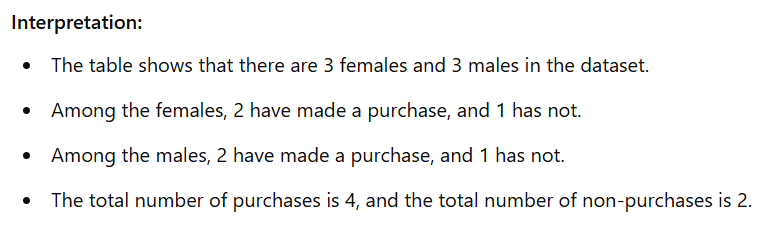 Interpretation:
• The table shows that there are 3 females and 3 males in the dataset.
• Among the females, 2 have made a purchase, and 1 has not.
• Among the males, 2 have made a purchase, and 1 has not.
• The total number of purchases is 4, and the total number of non-purchases is 2.